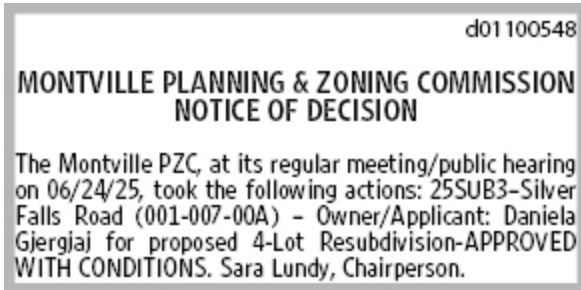 d01100548
MONTVILLE PLANNING & ZONING COMMISSION
NOTICE OF DECISION
The Montville PZC, at its regular meeting/public hearing
on 06/24/25, took the following actions: 25SUB3–Silver
Falls Road (001-007-00A) – Owner/Applicant: Daniela
Gjergjaj for proposed 4-Lot Resubdivision-APPROVED
WITH CONDITIONS. Sara Lundy, Chairperson.